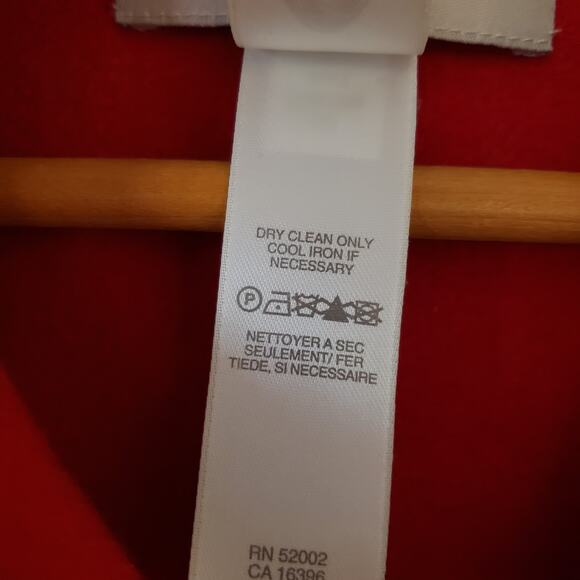 DRY CLEAN ONLY
COOL IRON IF
NECESSARY
P
NETTOYER A SEC
SEULEMENT/ FER
TIEDE, SI NECESSAIRE
RN 52002
CA 16396